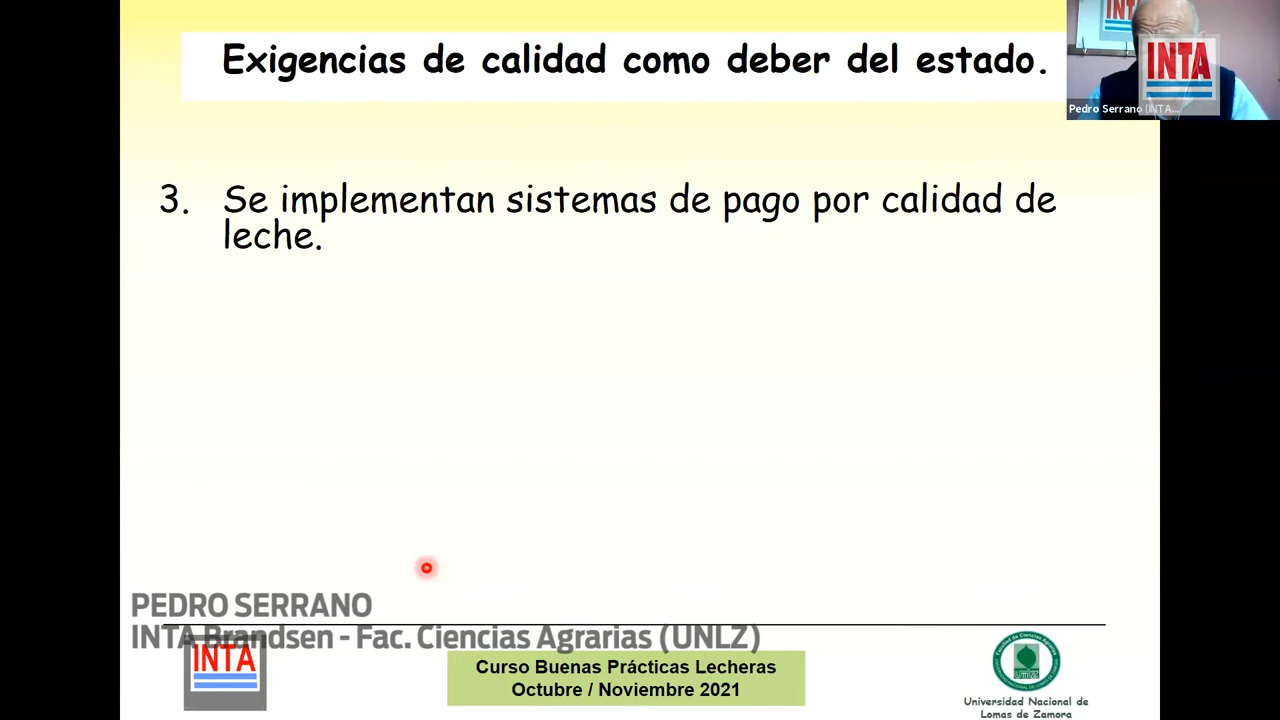 Exigencias de calidad como deber del estado.
INTA
INTA
Pedro Serrano (INTA...
3. Se implementan sistemas de pago por calidad de
leche.
PEDRO SERRANO
INTA Brandsen - Fac. Ciencias Agrarias (UNLZ)
INTA
Curso Buenas Prácticas Lecheras
Octubre / Noviembre 2021
Universidad Nacional de
Lomas de Zamora